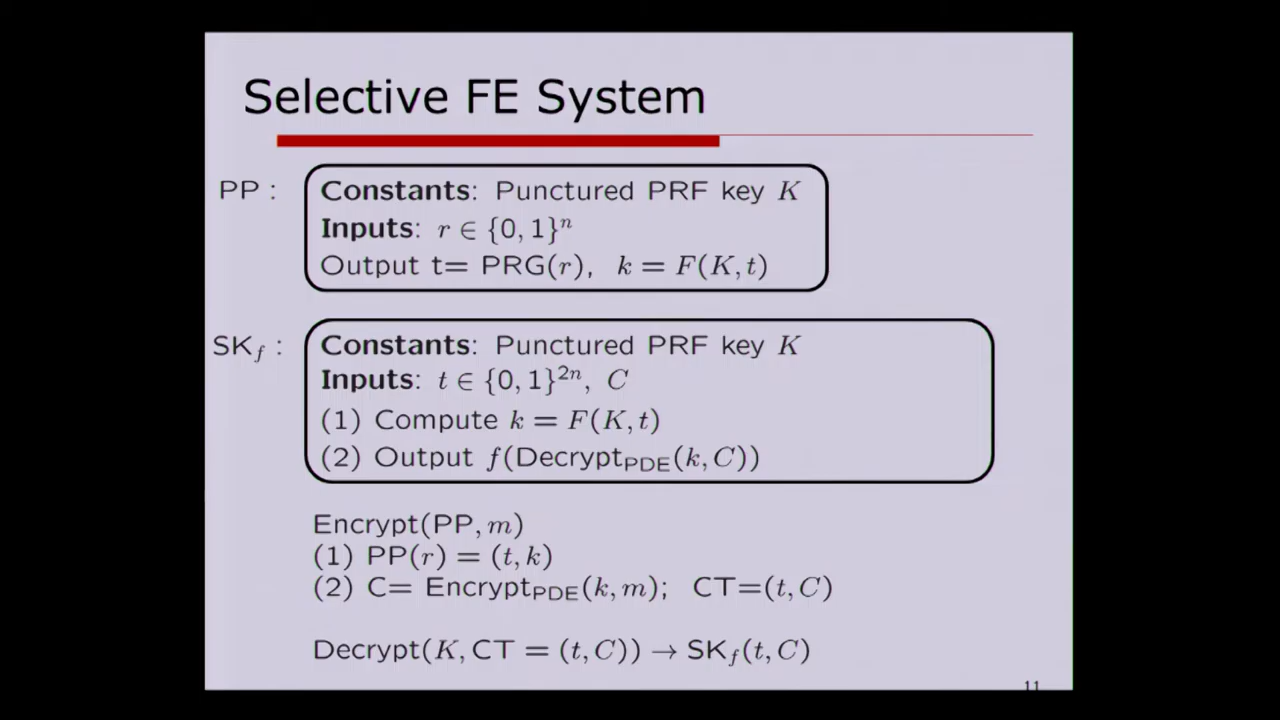 Selective FE System
PP : Constants: Punctured PRF key K
Inputs: r ∈ {0, 1}ⁿ
Output t= PRG(r), k = F(K, t)
SK_f : Constants: Punctured PRF key K
Inputs: t ∈ {0, 1}²ⁿ, C
(1) Compute k = F(K, t)
(2) Output f(Decrypt_PDE(k, C))
Encrypt(PP, m)
(1) PP(r) = (t, k)
(2) C= Encrypt_PDE(k, m); CT=(t, C)
Decrypt(K, CT = (t, C)) → SK_f(t, C)
11